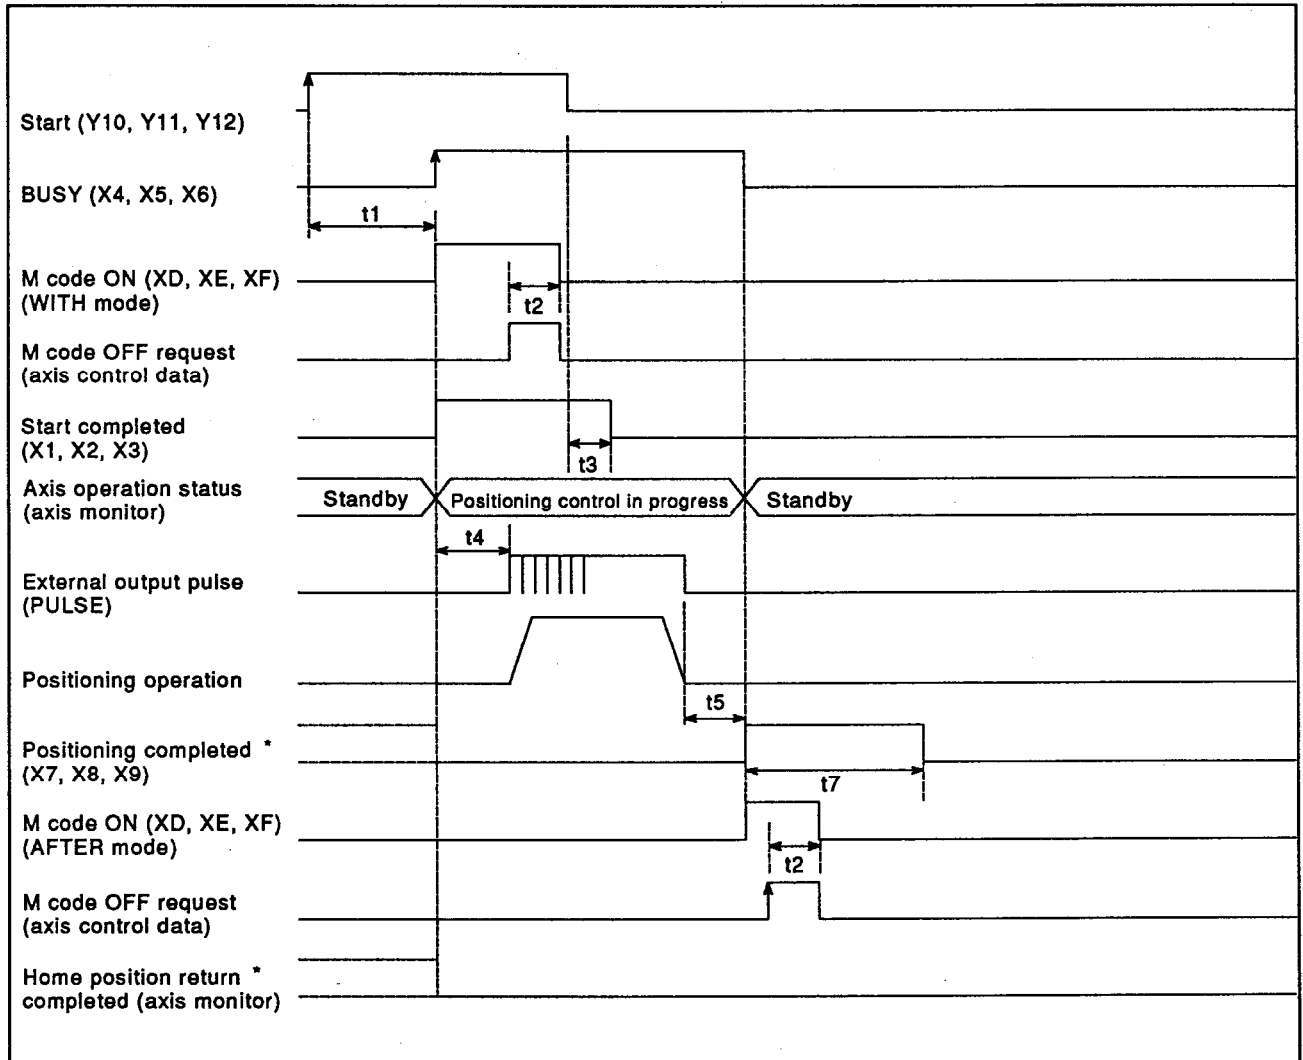 Start (Y10, Y11, Y12)
BUSY (X4, X5, X6)
t1
M code ON (XD, XE, XF)
(WITH mode)
t2
M code OFF request
(axis control data)
Start completed
(X1, X2, X3)
t3
Axis operation status
(axis monitor)
Standby
Positioning control in progress
Standby
t4
External output pulse
(PULSE)
Positioning operation
t5
Positioning completed *
(X7, X8, X9)
t7
M code ON (XD, XE, XF)
(AFTER mode)
t2
M code OFF request
(axis control data)
Home position return *
completed (axis monitor)